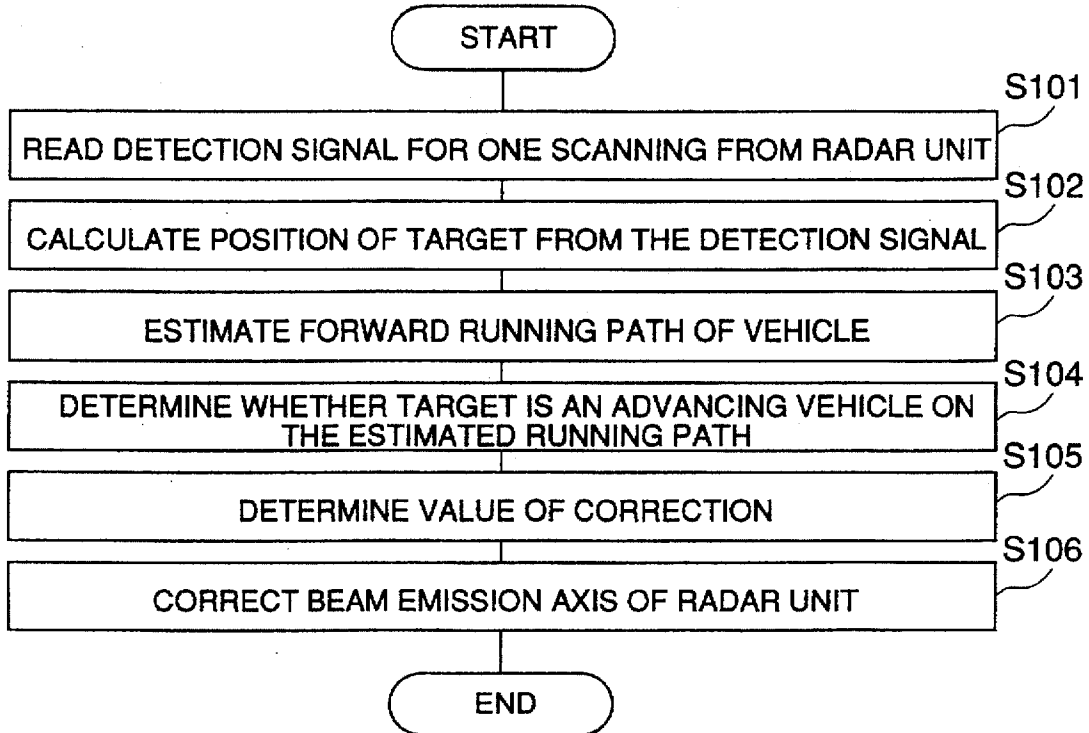 START
S101
READ DETECTION SIGNAL FOR ONE SCANNING FROM RADAR UNIT
S102
CALCULATE POSITION OF TARGET FROM THE DETECTION SIGNAL
S103
ESTIMATE FORWARD RUNNING PATH OF VEHICLE
S104
DETERMINE WHETHER TARGET IS AN ADVANCING VEHICLE ON
THE ESTIMATED RUNNING PATH
S105
DETERMINE VALUE OF CORRECTION
S106
CORRECT BEAM EMISSION AXIS OF RADAR UNIT
END